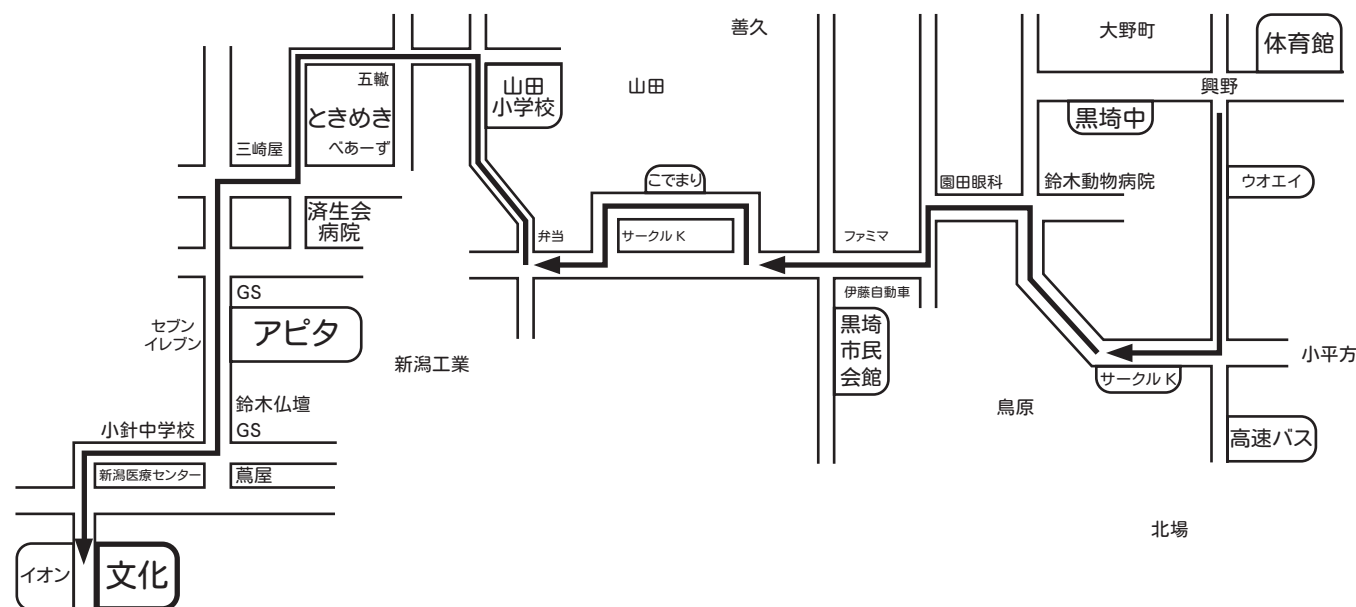 善久
大野町
体育館
五轍
ときめき
べあーず
山田
小学校
山田
興野
黒埼中
三崎屋
こでまり
園田眼科
鈴木動物病院
ウオエイ
済生会
病院
弁当
サークルK
ファミマ
GS
伊藤自動車
アピタ
セブン
イレブン
黒埼
市民
会館
新潟工業
小平方
サークルK
鈴木仏壇
鳥原
小針中学校
GS
高速バス
新潟医療センター
蔦屋
北場
イオン
文化